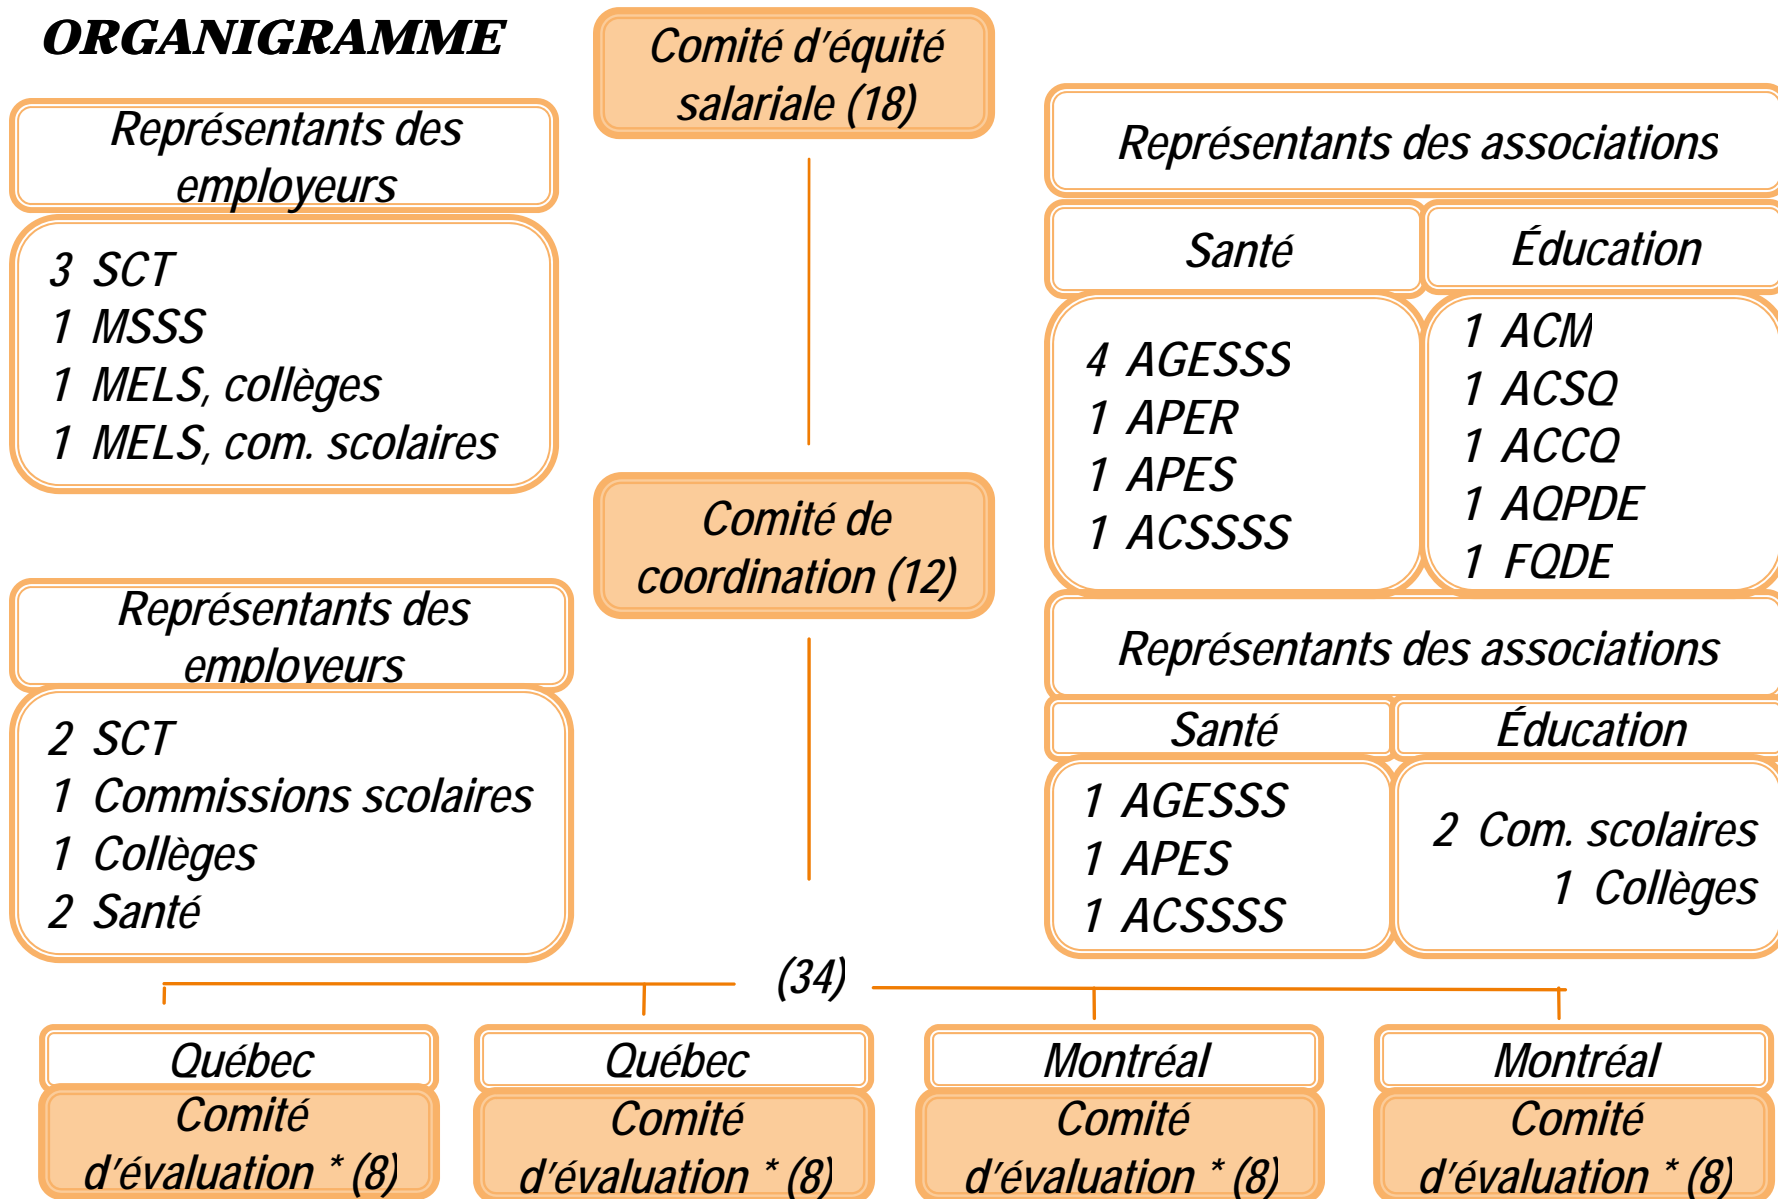 ORGANIGRAMME
Comité d'équité
salariale (18)
Représentants des
employeurs
3 SCT
1 MSSS
1 MELS, collèges
1 MELS, com. scolaires
Représentants des associations
Santé
Éducation
4 AGESSS
1 APER
1 APES
1 ACSSSS
1 ACM
1 ACSQ
1 ACCQ
1 AQPDE
1 FQDE
Comité de
coordination (12)
Représentants des
employeurs
2 SCT
1 Commissions scolaires
1 Collèges
2 Santé
Représentants des associations
Santé
Éducation
1 AGESSS
1 APES
1 ACSSSS
2 Com. scolaires
1 Collèges
(34)
Québec
Comité
d'évaluation * (8)
Québec
Comité
d'évaluation * (8)
Montréal
Comité
d'évaluation * (8)
Montréal
Comité
d'évaluation * (8)